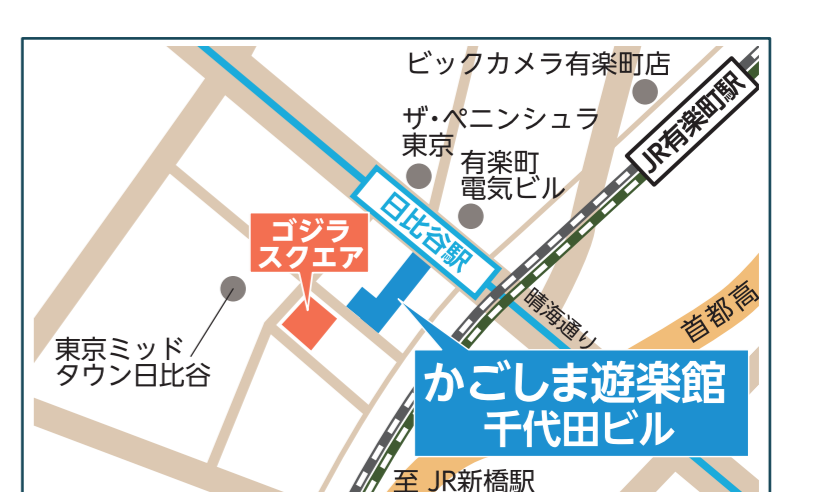 ビックカメラ有楽町店
ザ・ペニンシュラ
東京
有楽町
電気ビル
JR有楽町駅
日比谷駅
ゴジラ
スクエア
晴海通り
首都高
東京ミッド
タウン日比谷
かごしま遊楽館
千代田ビル
至 JR新橋駅